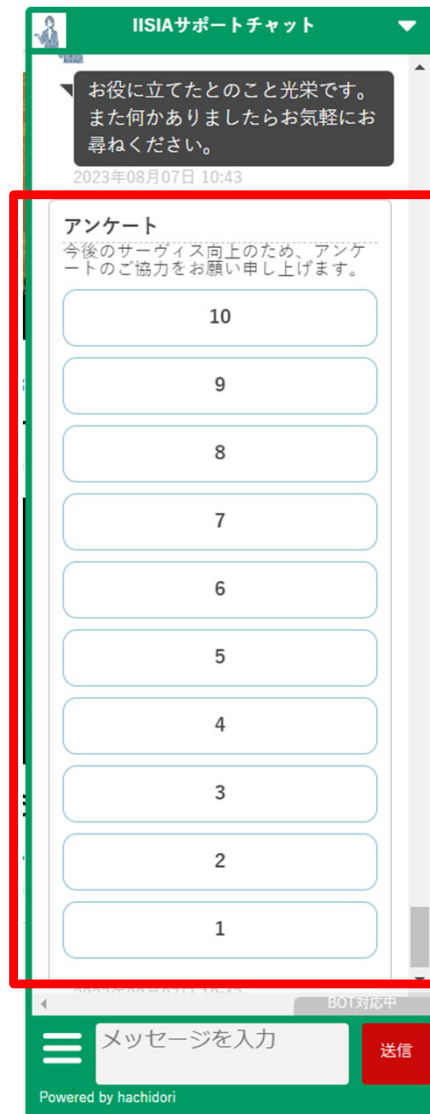 IISIAサポートチャット
お役に立てたとのこと光栄です。
また何かありましたらお気軽にお
尋ねください。
2023年08月07日 10:43
アンケート
今後のサーヴィス向上のため、アンケ
ートのご協力をお願い申し上げます。
10
9
8
7
6
5
4
3
2
1
BOT対応中
メッセージを入力
送信
Powered by hachidori